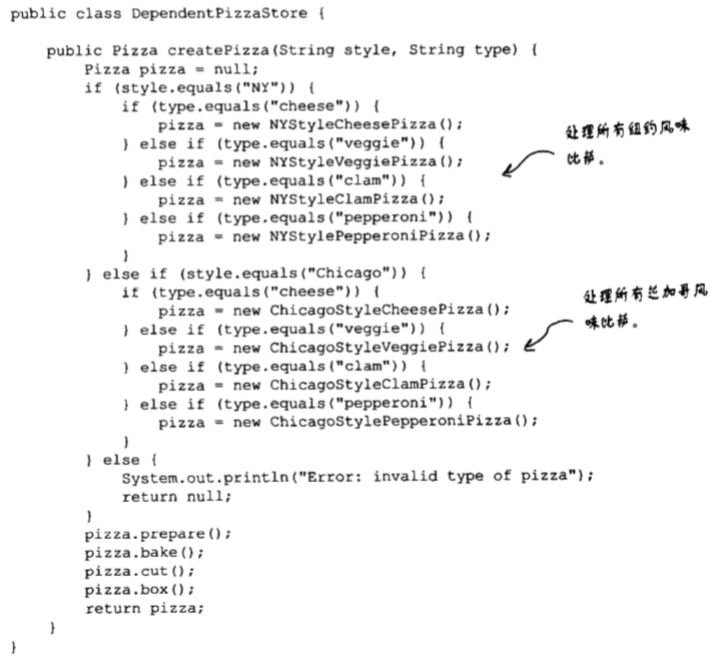 public class DependentPizzaStore {
public Pizza createPizza(String style, String type) {
Pizza pizza = null;
if (style.equals("NY")) {
if (type.equals("cheese")) {
pizza = new NYStyleCheesePizza();
} else if (type.equals("veggie")) {
pizza = new NYStyleVeggiePizza();
} else if (type.equals("clam")) {
pizza = new NYStyleClamPizza();
} else if (type.equals("pepperoni")) {
pizza = new NYStylePepperoniPizza();
}
处理所有纽约风味
比萨。
} else if (style.equals("Chicago")) {
if (type.equals("cheese")) {
pizza = new ChicagoStyleCheesePizza();
} else if (type.equals("veggie")) {
pizza = new ChicagoStyleVeggiePizza();
} else if (type.equals("clam")) {
pizza = new ChicagoStyleClamPizza();
} else if (type.equals("pepperoni")) {
pizza = new ChicagoStylePepperoniPizza();
}
处理所有芝加哥风
味比萨。
} else {
System.out.println("Error: invalid type of pizza");
return null;
}
pizza.prepare();
pizza.bake();
pizza.cut();
pizza.box();
return pizza;
}
}